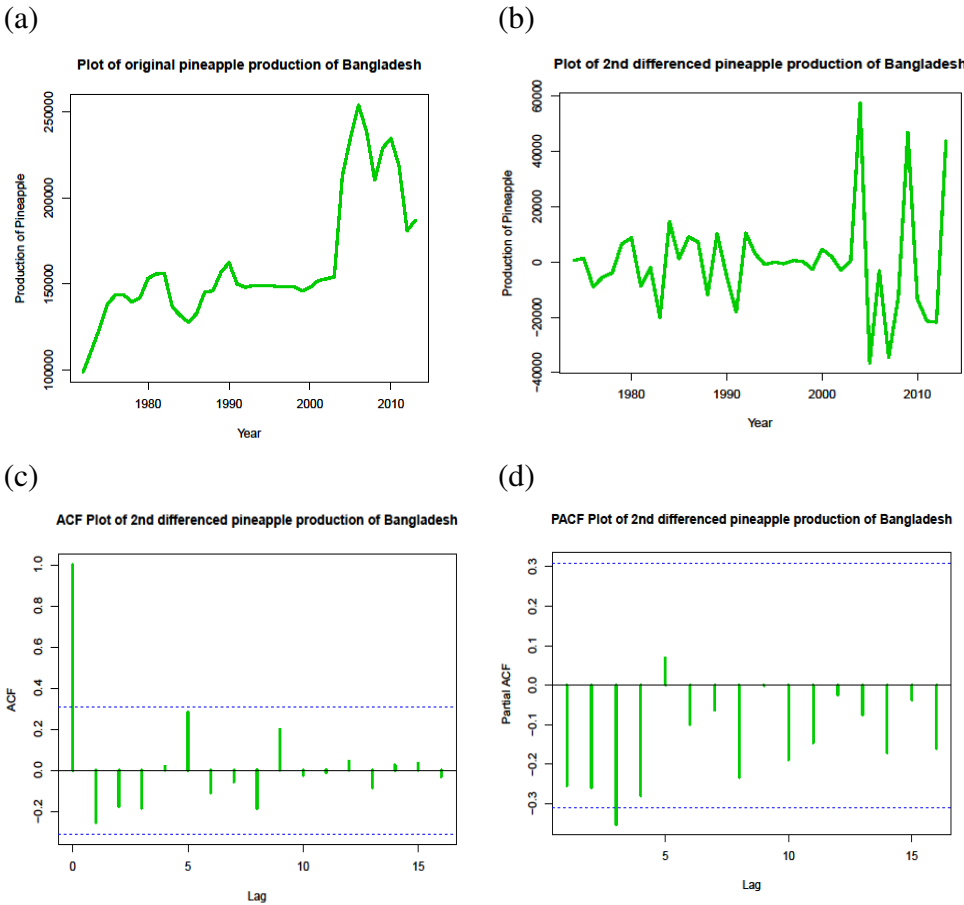 (a)
Plot of original pineapple production of Bangladesh
Production of Pineapple
250000
200000
150000
100000
1980
1990
2000
2010
Year
(b)
Plot of 2nd differenced pineapple production of Bangladesh
Production of Pineapple
60000
40000
20000
0
−20000
−40000
1980
1990
2000
2010
Year
(c)
ACF Plot of 2nd differenced pineapple production of Bangladesh
ACF
1.0
0.8
0.6
0.4
0.2
0.0
−0.2
0
5
10
15
Lag
(d)
PACF Plot of 2nd differenced pineapple production of Bangladesh
Partial ACF
0.3
0.2
0.1
0.0
−0.1
−0.2
−0.3
5
10
15
Lag